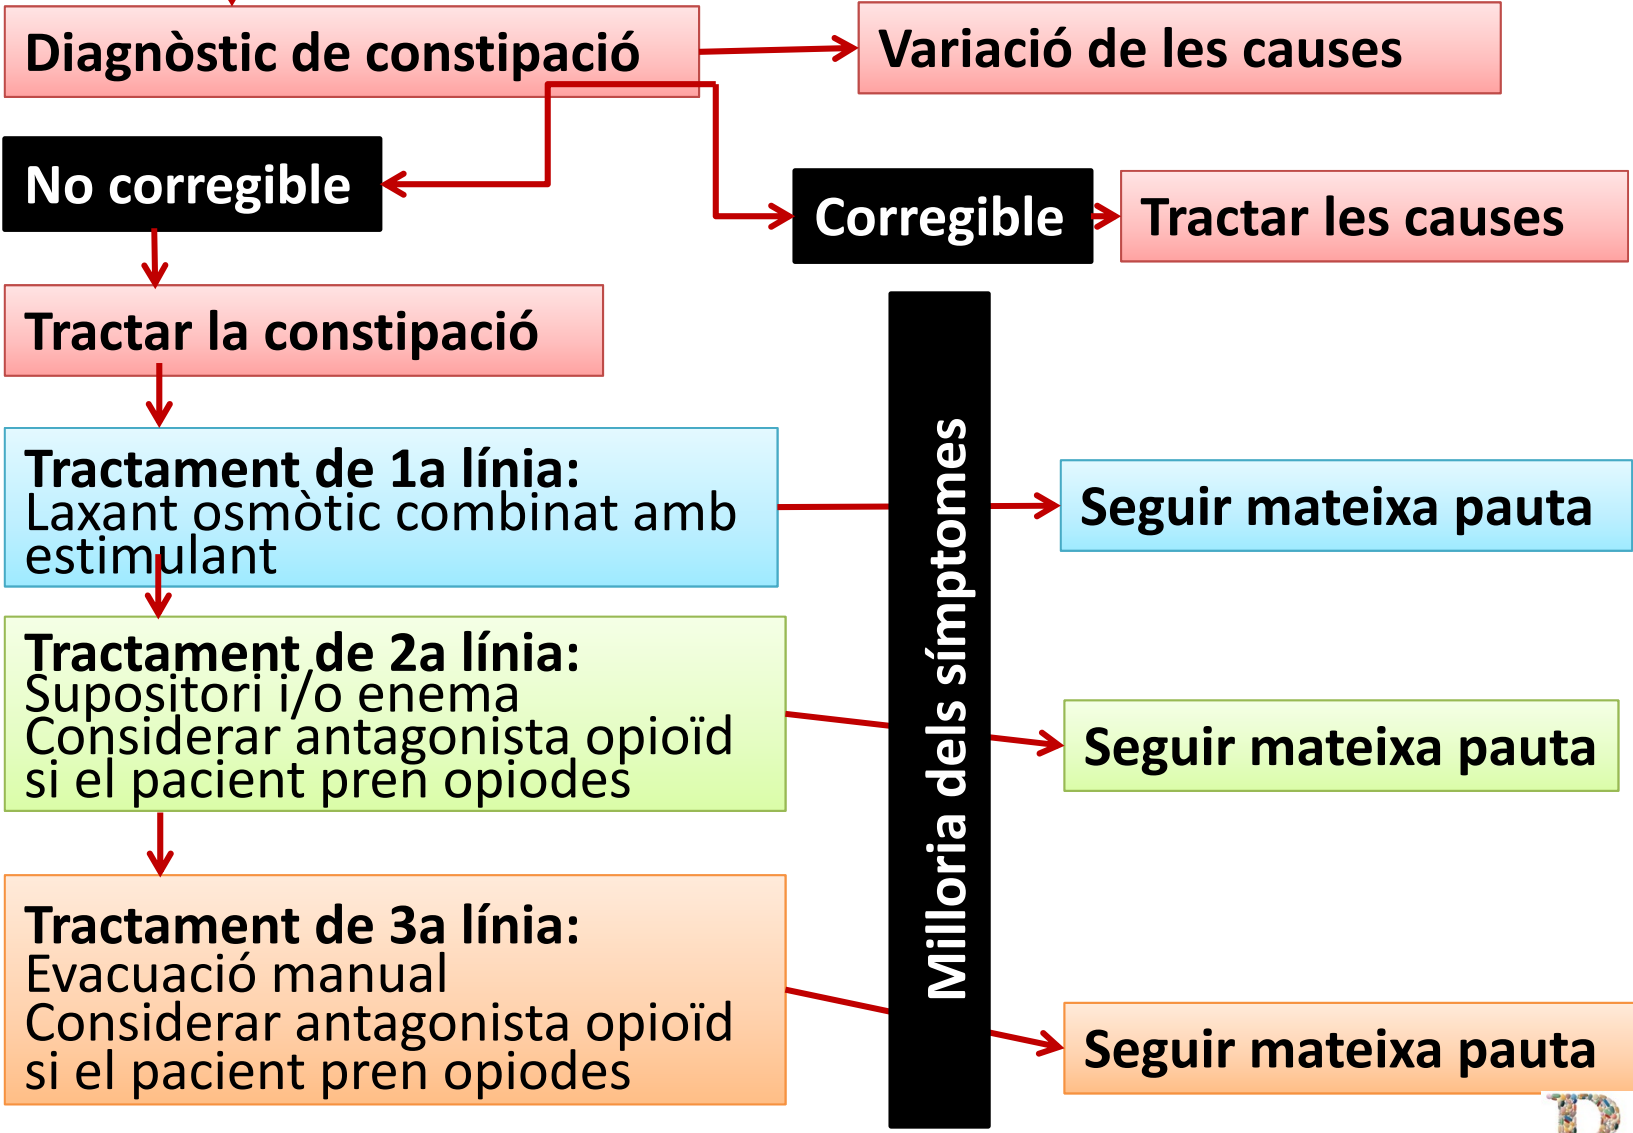 Diagnòstic de constipació
Variació de les causes
No corregible
Corregible
Tractar les causes
Tractar la constipació
Tractament de 1a línia:
Laxant osmòtic combinat amb
estimulant
Seguir mateixa pauta
Tractament de 2a línia:
Supositori i/o enema
Considerar antagonista opioïd
si el pacient pren opiodes
Seguir mateixa pauta
Milloria dels símptomes
Tractament de 3a línia:
Evacuació manual
Considerar antagonista opioïd
si el pacient pren opiodes
Seguir mateixa pauta